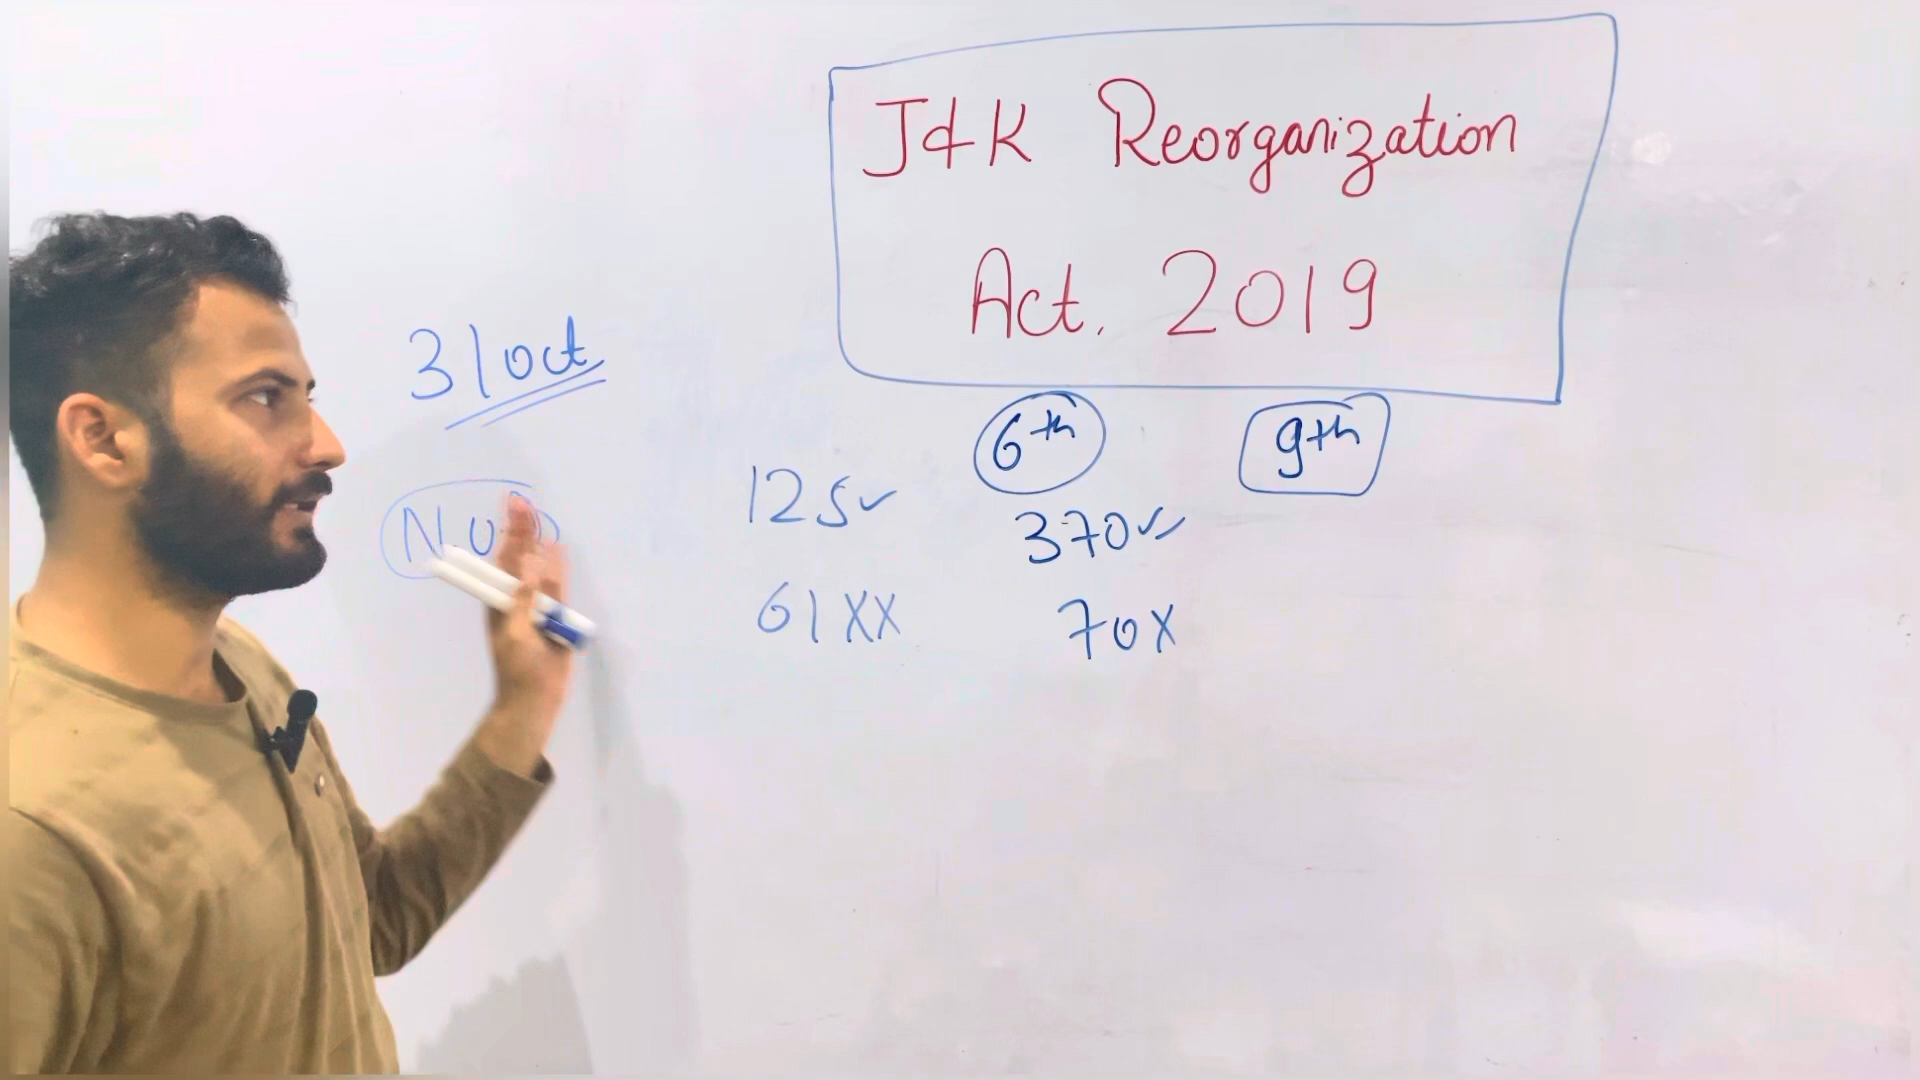 J&K Reorganization
Act. 2019
31 oct
6th
9th
125✓
370✓
61XX
70X